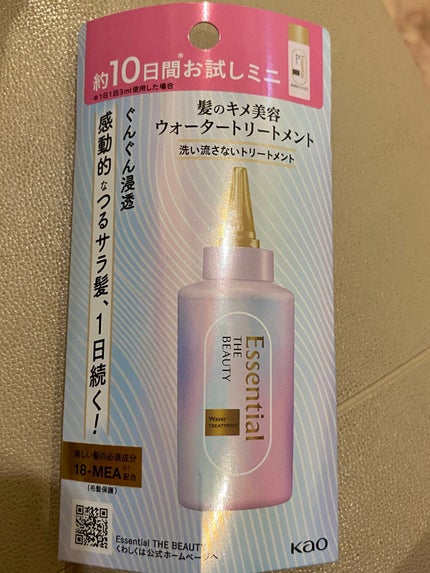 約10日間*お試しミニ
*1日1回3ml使用した場合
髪のキメ美容
ウォータートリートメント
洗い流さないトリートメント
ぐんぐん浸透
感動的なつるサラ髪、1日続く!
Essential
THE
BEAUTY
Water
TREATMENT
美しい髪の必須成分
18-MEA*1配合
(毛髪保護)
Essential THE BEAUTY
くわしくは公式ホームページへ
Kao